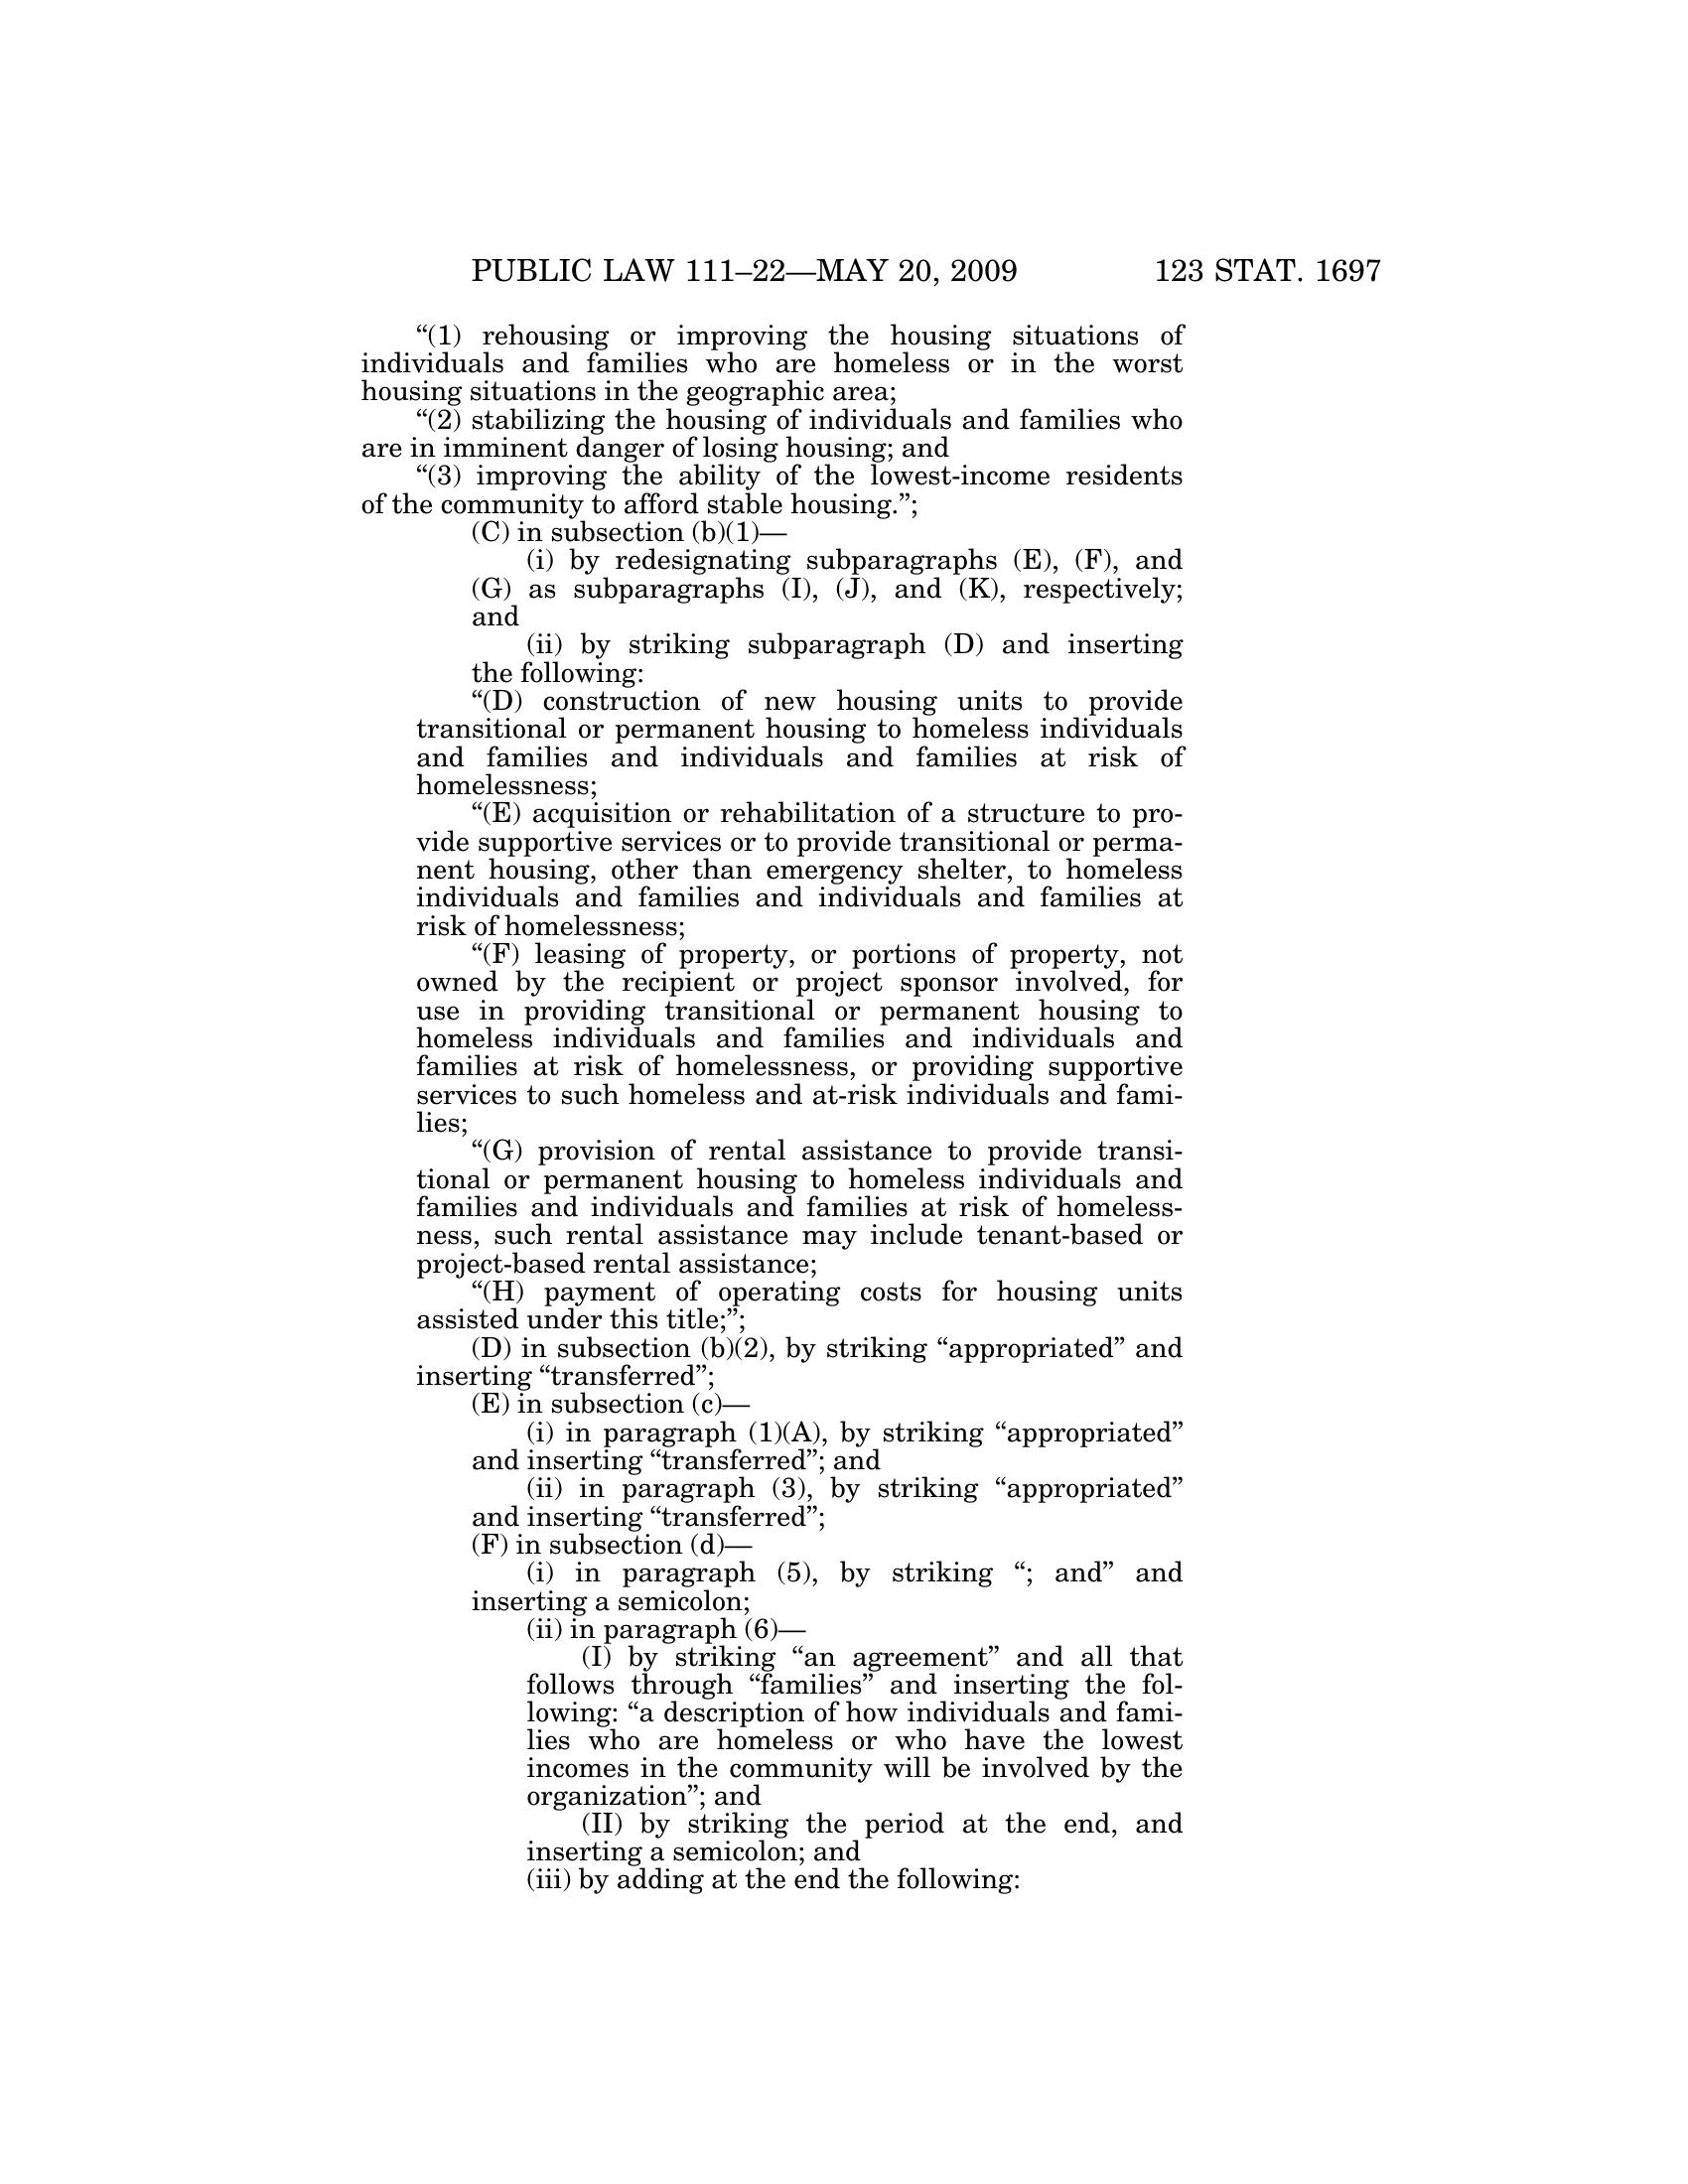 PUBLIC LAW 111–22—MAY 20, 2009 123 STAT. 1697
“(1) rehousing or improving the housing situations of
individuals and families who are homeless or in the worst
housing situations in the geographic area;
“(2) stabilizing the housing of individuals and families who
are in imminent danger of losing housing; and
“(3) improving the ability of the lowest-income residents
of the community to afford stable housing.”;
(C) in subsection (b)(1)—
(i) by redesignating subparagraphs (E), (F), and
(G) as subparagraphs (I), (J), and (K), respectively;
and
(ii) by striking subparagraph (D) and inserting
the following:
“(D) construction of new housing units to provide
transitional or permanent housing to homeless individuals
and families and individuals and families at risk of
homelessness;
“(E) acquisition or rehabilitation of a structure to pro-
vide supportive services or to provide transitional or perma-
nent housing, other than emergency shelter, to homeless
individuals and families and individuals and families at
risk of homelessness;
“(F) leasing of property, or portions of property, not
owned by the recipient or project sponsor involved, for
use in providing transitional or permanent housing to
homeless individuals and families and individuals and
families at risk of homelessness, or providing supportive
services to such homeless and at-risk individuals and fami-
lies;
“(G) provision of rental assistance to provide transi-
tional or permanent housing to homeless individuals and
families and individuals and families at risk of homeless-
ness, such rental assistance may include tenant-based or
project-based rental assistance;
“(H) payment of operating costs for housing units
assisted under this title;”;
(D) in subsection (b)(2), by striking “appropriated” and
inserting “transferred”;
(E) in subsection (c)—
(i) in paragraph (1)(A), by striking “appropriated”
and inserting “transferred”; and
(ii) in paragraph (3), by striking “appropriated”
and inserting “transferred”;
(F) in subsection (d)—
(i) in paragraph (5), by striking “; and” and
inserting a semicolon;
(ii) in paragraph (6)—
(I) by striking “an agreement” and all that
follows through “families” and inserting the fol-
lowing: “a description of how individuals and fami-
lies who are homeless or who have the lowest
incomes in the community will be involved by the
organization”; and
(II) by striking the period at the end, and
inserting a semicolon; and
(iii) by adding at the end the following: